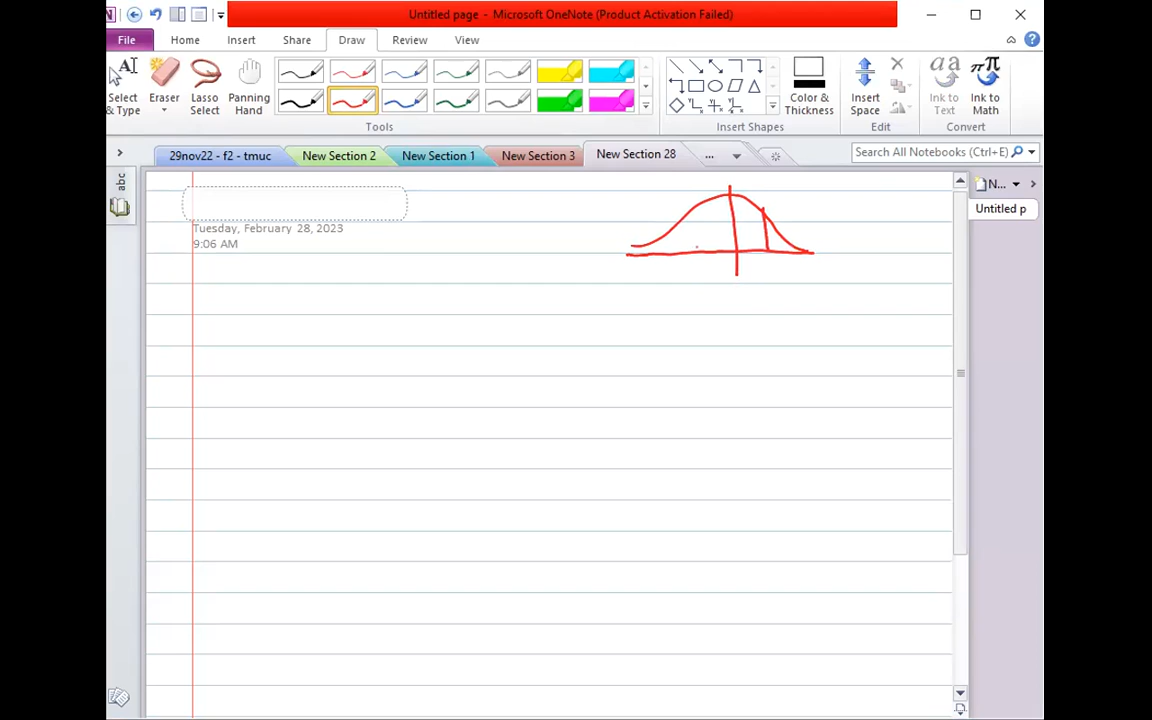 Untitled page - Microsoft OneNote (Product Activation Failed)
File Home Insert Share Draw Review View
Select & Type
Eraser
Lasso Select
Panning Hand
Tools
Color & Thickness
Insert Shapes
Insert Space
Edit
Ink to Text
Ink to Math
Convert
29nov22 - f2 - tmuc New Section 2 New Section 1 New Section 3 New Section 28 ... Search All Notebooks (Ctrl+E)
N...
Untitled p
abc
Tuesday, February 28, 2023
9:06 AM